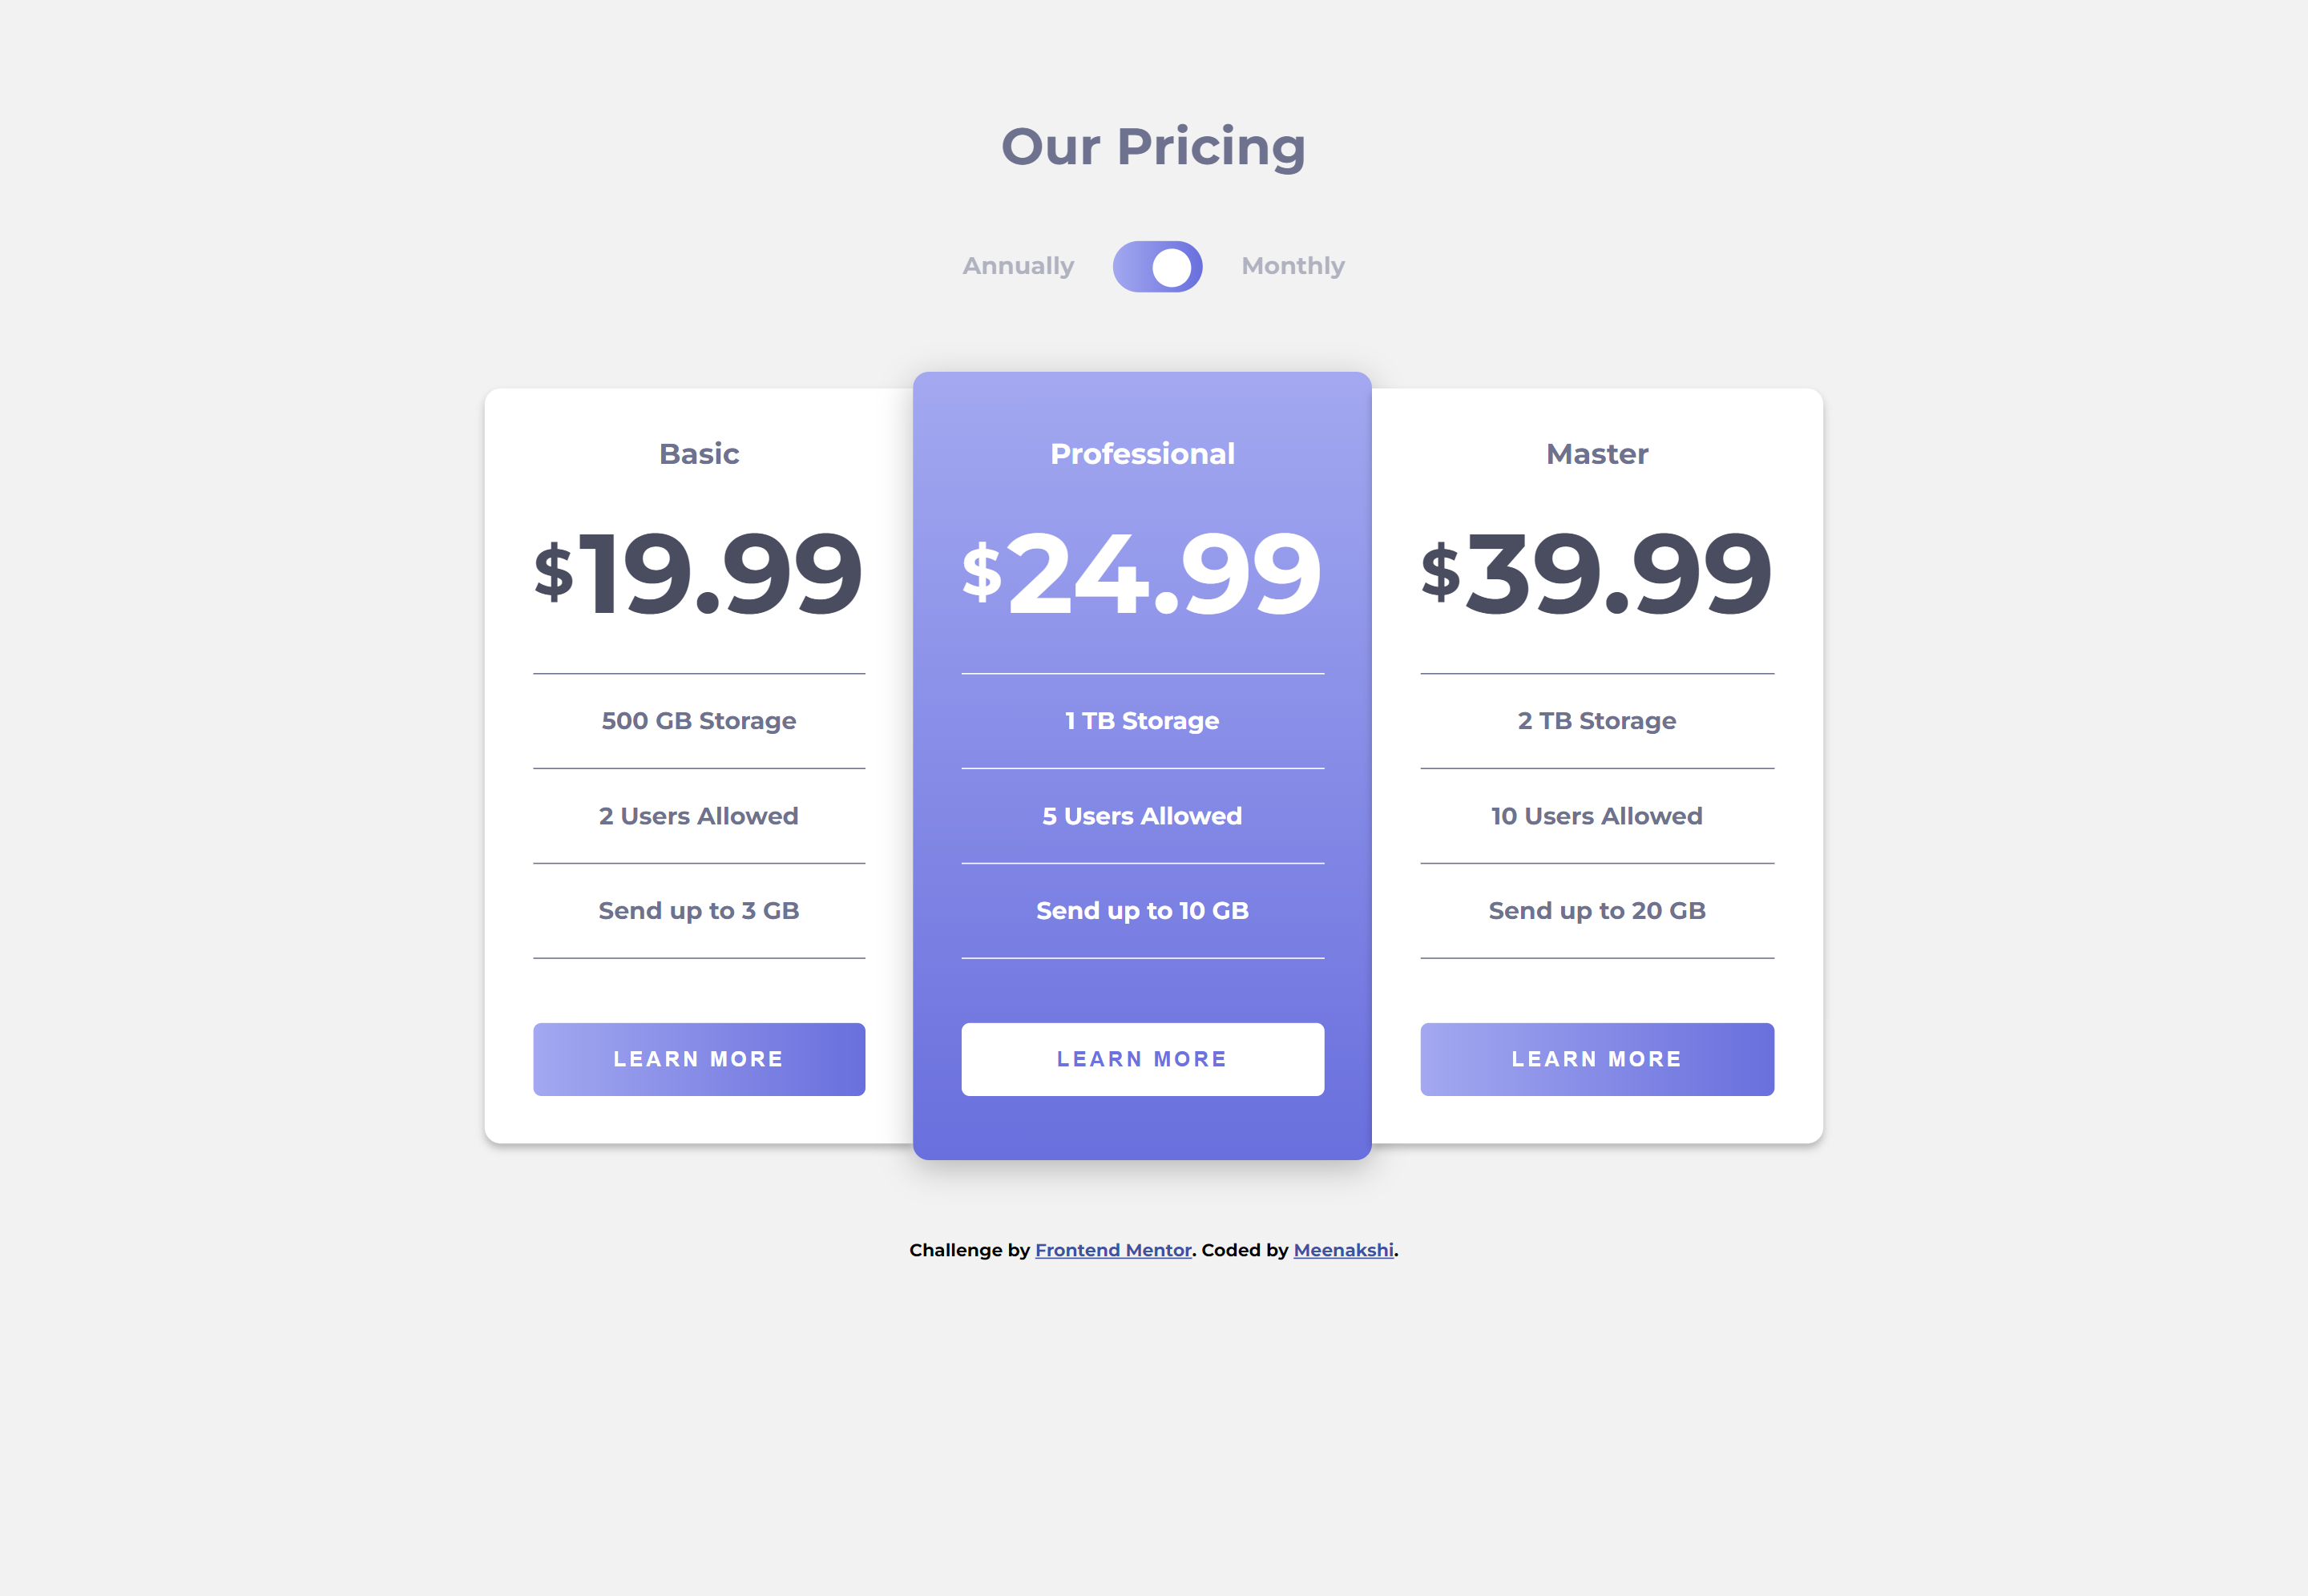 Our Pricing
Annually
Monthly
Basic
$19.99
500 GB Storage
2 Users Allowed
Send up to 3 GB
LEARN MORE
Professional
$24.99
1 TB Storage
5 Users Allowed
Send up to 10 GB
LEARN MORE
Master
$39.99
2 TB Storage
10 Users Allowed
Send up to 20 GB
LEARN MORE
Challenge by Frontend Mentor. Coded by Meenakshi.